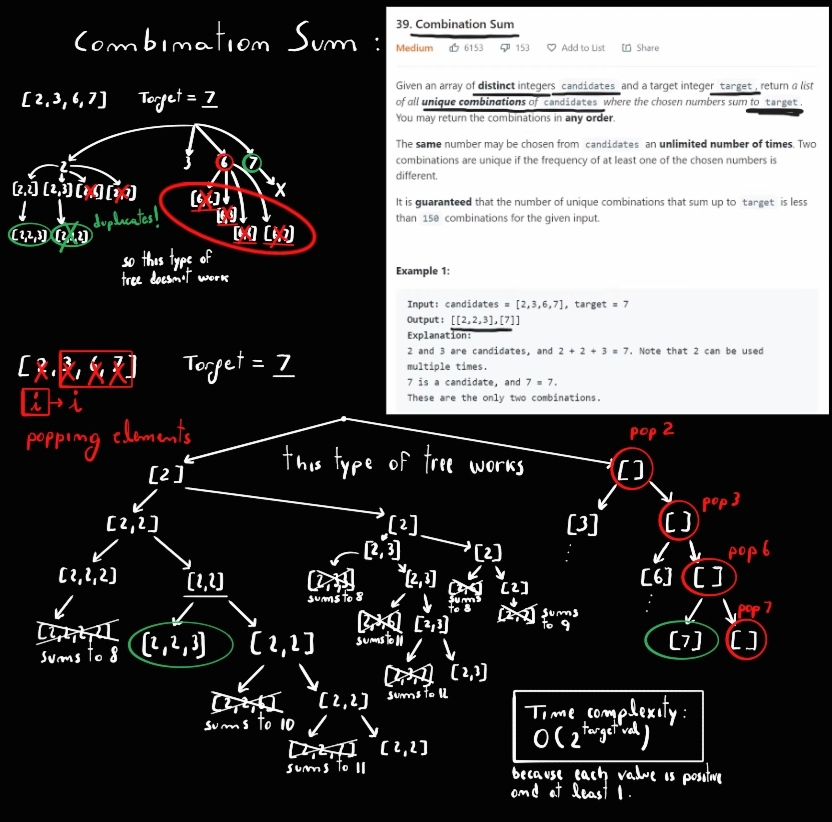 Combination Sum :
39. Combination Sum
Medium 6153 153 Add to List Share
Given an array of distinct integers candidates and a target integer target, return a list
of all unique combinations of candidates where the chosen numbers sum to target.
You may return the combinations in any order.
The same number may be chosen from candidates an unlimited number of times. Two
combinations are unique if the frequency of at least one of the chosen numbers is
different.
It is guaranteed that the number of unique combinations that sum up to target is less
than 150 combinations for the given input.
Example 1:
Input: candidates = [2,3,6,7], target = 7
Output: [[2,2,3],[7]]
Explanation:
2 and 3 are candidates, and 2 + 2 + 3 = 7. Note that 2 can be used
multiple times.
7 is a candidate, and 7 = 7.
These are the only two combinations.
[2,3,6,7] Target = 7
2 3 6 7
X
[2,2] [2,3] [2,6] [2,7]
[6,2]
[6,3]
[6,6] [6,7]
duplicates!
[2,2,3] [2,3,2]
so this type of
tree doesn't work
[2,3,6,7] Target = 7
i → i
popping elements
this type of tree works
pop 2
[2] []
[2,2] [2] [3] [] pop 3
[2,3] [2]
[2,2,2] [2,2] [2,3,3] [2,3] [2,6] [2] [6] [] pop 6
sums to 8
sums to 8
[2,2,2,2] [2,2,3] [2,2] [2,3,6] [2,3] [2,7] sums to 9 [7] [] pop 7
sums to 8
sums to 11
[2,3,7] [2,3]
sums to 12
[2,2,6] [2,2]
sums to 10
[2,2,7] [2,2]
sums to 11
Time complexity:
O(2^target val)
because each value is positive
and at least 1.